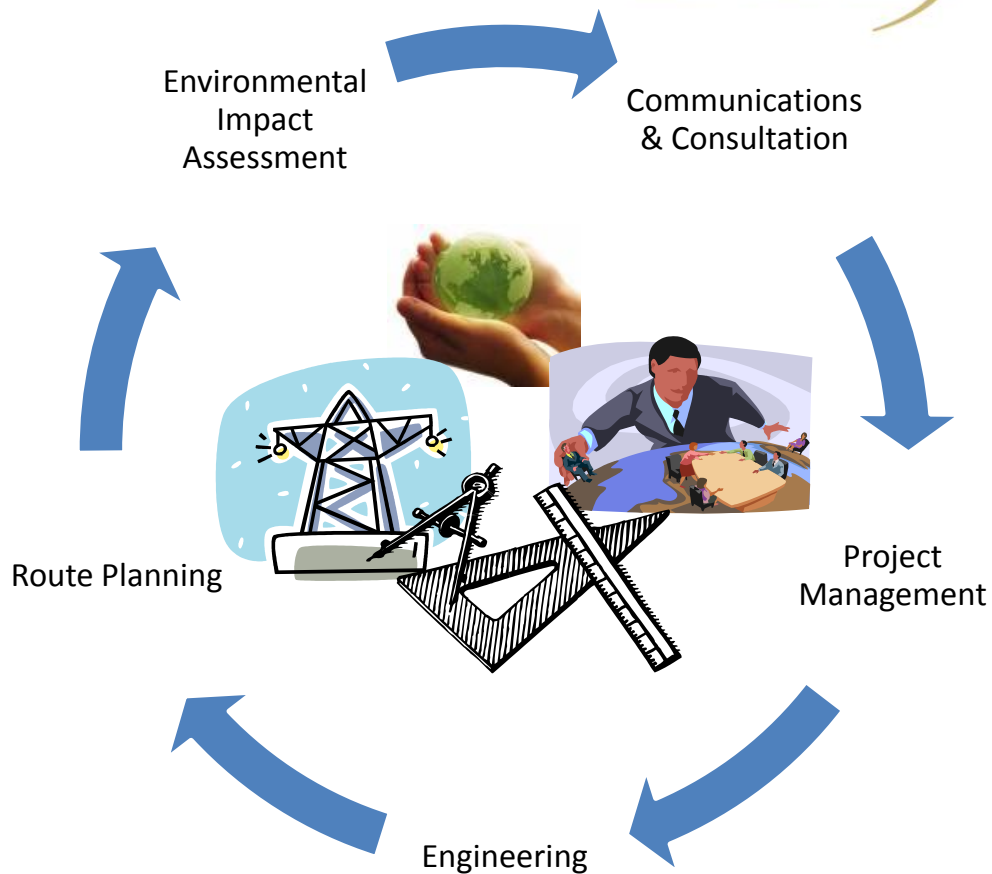 Environmental
Impact
Assessment
Communications
& Consultation
Project
Management
Engineering
Route Planning